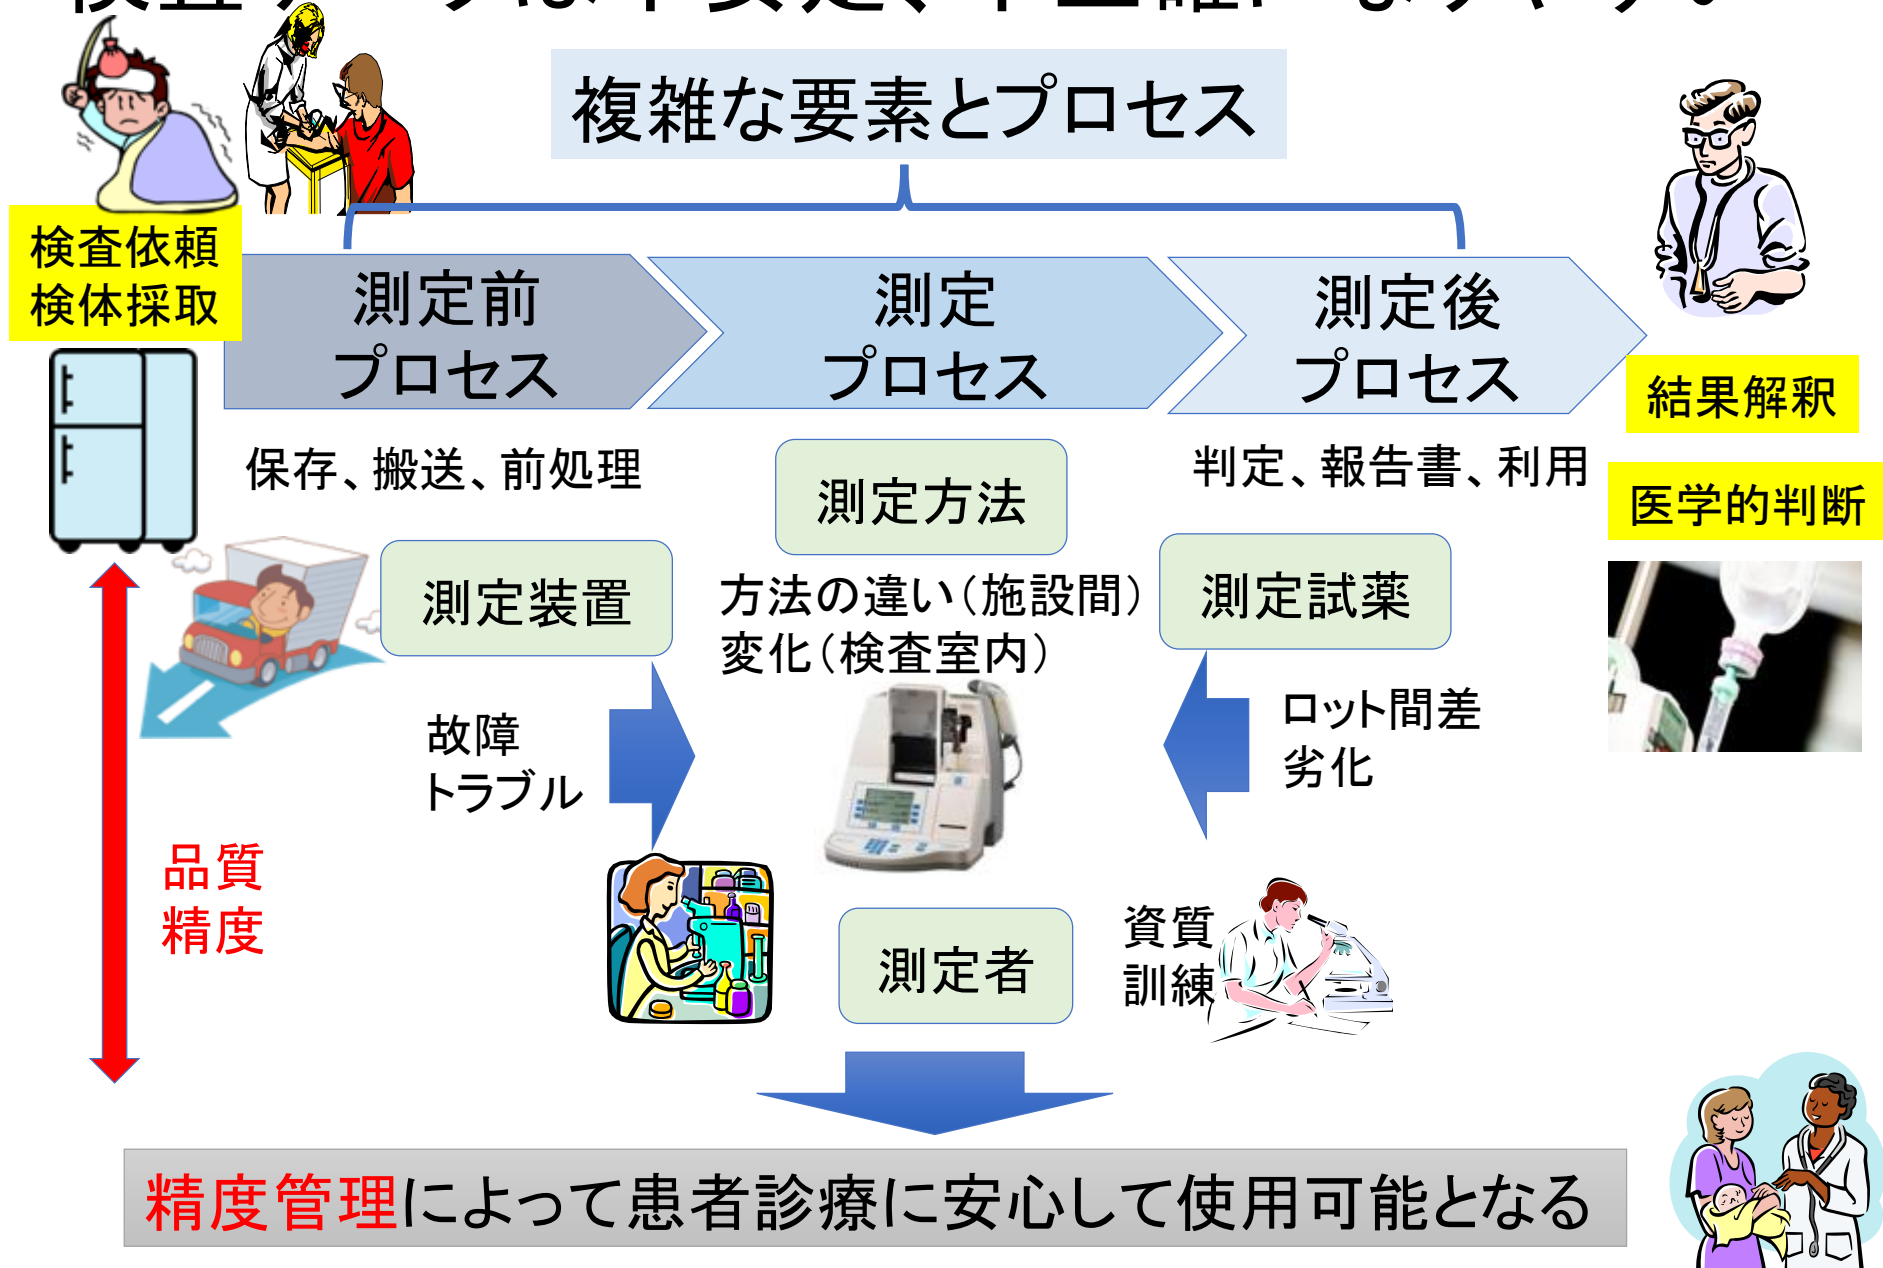 複雑な要素とプロセス
検査依頼
検体採取
測定前
プロセス
測定
プロセス
測定後
プロセス
結果解釈
医学的判断
保存、搬送、前処理
測定方法
判定、報告書、利用
測定装置
方法の違い（施設間）
変化（検査室内）
測定試薬
故障
トラブル
ロット間差
劣化
品質
精度
測定者
資質
訓練
精度管理によって患者診療に安心して使用可能となる